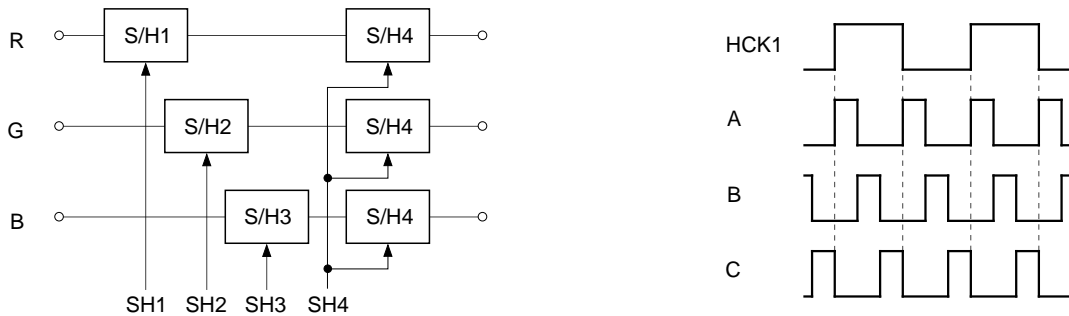 R S/H1 S/H4
G S/H2 S/H4
B S/H3 S/H4
SH1 SH2 SH3 SH4
HCK1
A
B
C